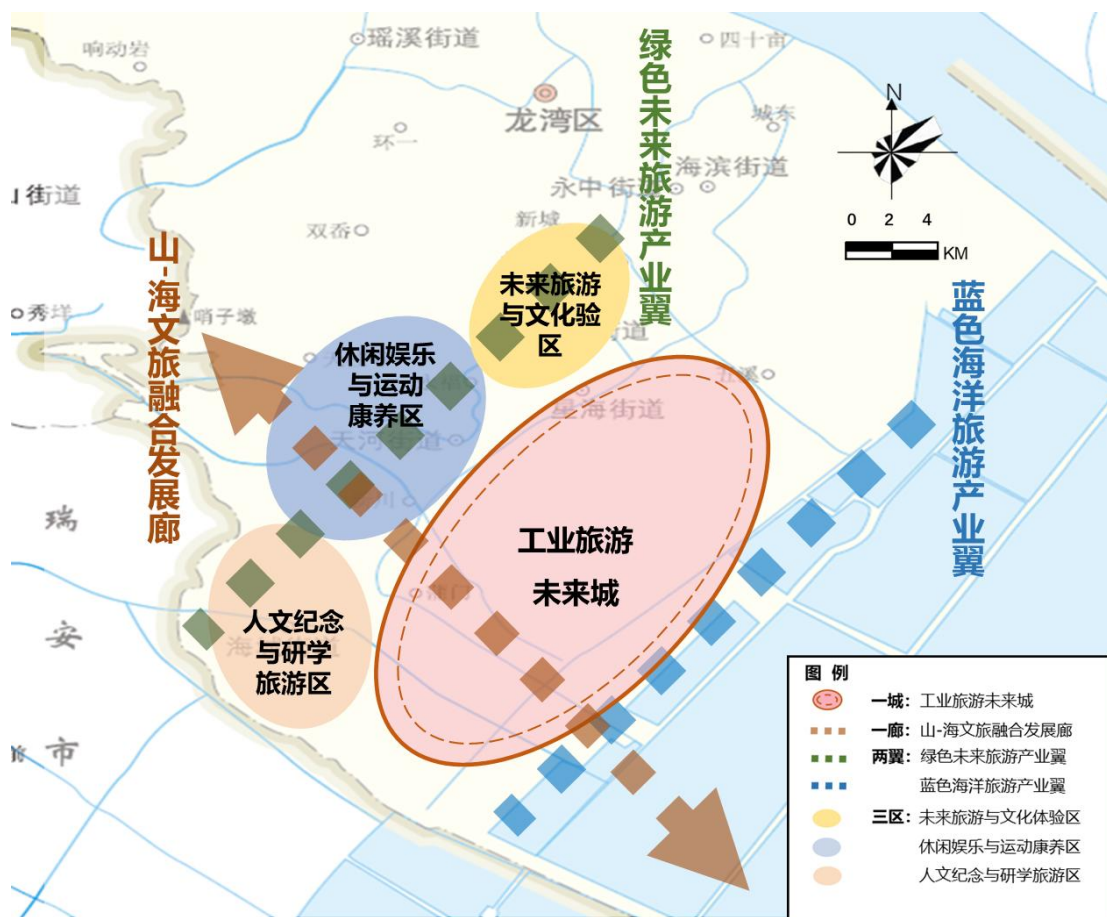 响动岩
瑶溪街道
四十亩
绿色未来旅游产业翼
N
龙湾区
城东
环一
海滨街道
山街道
永中街
0 2 4
KM
双岙
新城
山-海文旅融合发展廊
蓝色海洋旅游产业翼
秀垟
哨子墩
未来旅游
与文化验
区
街道
休闲娱乐
与运动
康养区
星海街道
天河街道
川
工业旅游
未来城
瑞
安
市
人文纪念
与研学
旅游区
图 例
一城：工业旅游未来城
一廊：山-海文旅融合发展廊
两翼：绿色未来旅游产业翼
蓝色海洋旅游产业翼
三区：未来旅游与文化体验区
休闲娱乐与运动康养区
人文纪念与研学旅游区